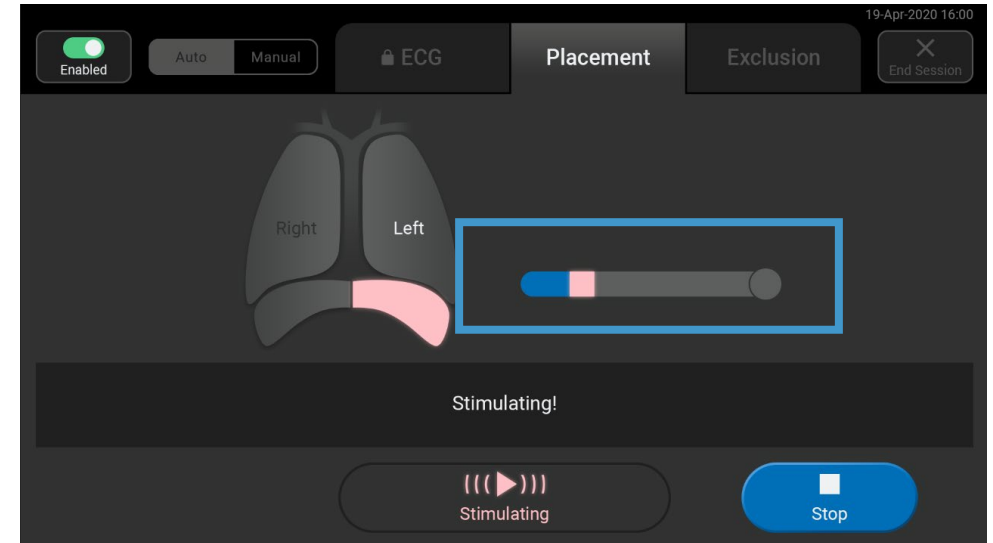 19-Apr-2020 16:00
Enabled
Auto Manual
ECG
Placement
Exclusion
End Session
Right
Left
Stimulating!
Stimulating
Stop